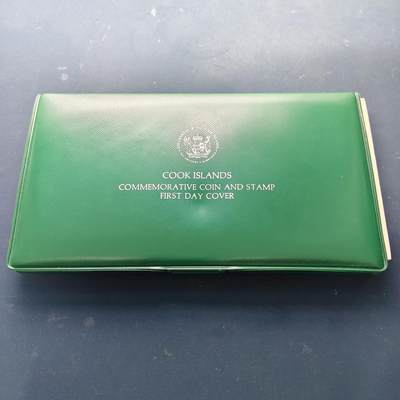 COOK ISLANDS
COMMEMORATIVE COIN AND STAMP
FIRST DAY COVER